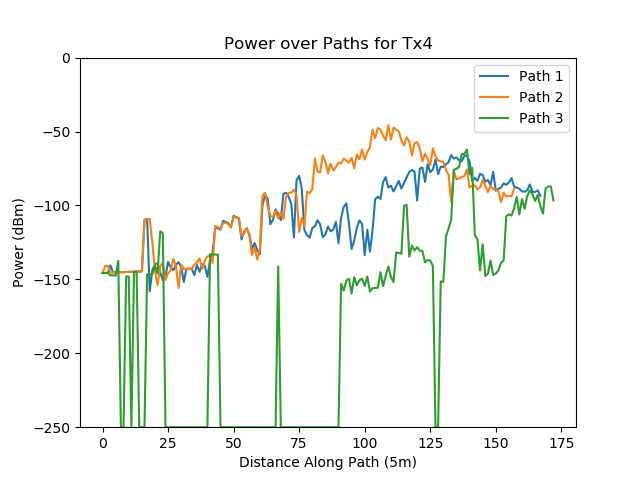 Power over Paths for Tx4
Path 1
Path 2
Path 3
Power (dBm)
0
−50
−100
−150
−200
−250
0 25 50 75 100 125 150 175
Distance Along Path (5m)